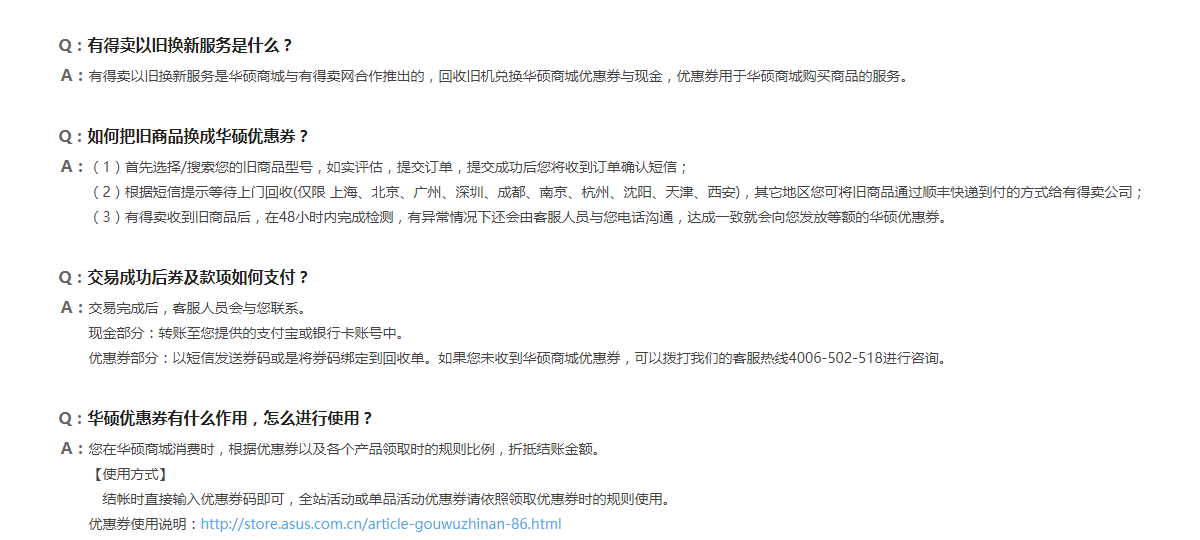 Q：有得卖以旧换新服务是什么？
A：有得卖以旧换新服务是华硕商城与有得卖网合作推出的，回收旧机兑换华硕商城优惠券与现金，优惠券用于华硕商城购买商品的服务。
Q：如何把旧商品换成华硕优惠券？
A：（1）首先选择/搜索您的旧商品型号，如实评估，提交订单，提交成功后您将收到订单确认短信；
（2）根据短信提示等待上门回收(仅限 上海、北京、广州、深圳、成都、南京、杭州、沈阳、天津、西安)，其它地区您可将旧商品通过顺丰快递到付的方式给有得卖公司；
（3）有得卖收到旧商品后，在48小时内完成检测，有异常情况下还会由客服人员与您电话沟通，达成一致就会向您发放等额的华硕优惠券。
Q：交易成功后券及款项如何支付？
A：交易完成后，客服人员会与您联系。
现金部分：转账至您提供的支付宝或银行卡账号中。
优惠券部分：以短信发送券码或是将券码绑定到回收单。如果您未收到华硕商城优惠券，可以拨打我们的客服热线4006-502-518进行咨询。
Q：华硕优惠券有什么作用，怎么进行使用？
A：您在华硕商城消费时，根据优惠券以及各个产品领取时的规则比例，折抵结账金额。
【使用方式】
结帐时直接输入优惠券码即可，全站活动或单品活动优惠券请依照领取优惠券时的规则使用。
优惠券使用说明：http://store.asus.com.cn/article-gouwuzhinan-86.html